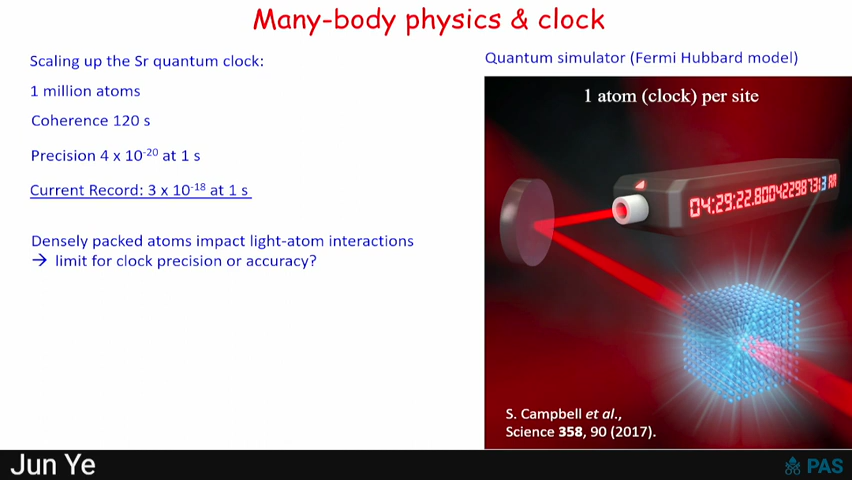 Many-body physics & clock
Scaling up the Sr quantum clock:
1 million atoms
Coherence 120 s
Precision 4 x 10⁻²⁰ at 1 s
Current Record: 3 x 10⁻¹⁸ at 1 s
Densely packed atoms impact light-atom interactions
→ limit for clock precision or accuracy?
Quantum simulator (Fermi Hubbard model)
1 atom (clock) per site
04:29:22.800422987313 AM
S. Campbell et al.,
Science 358, 90 (2017).
Jun Ye
PAS